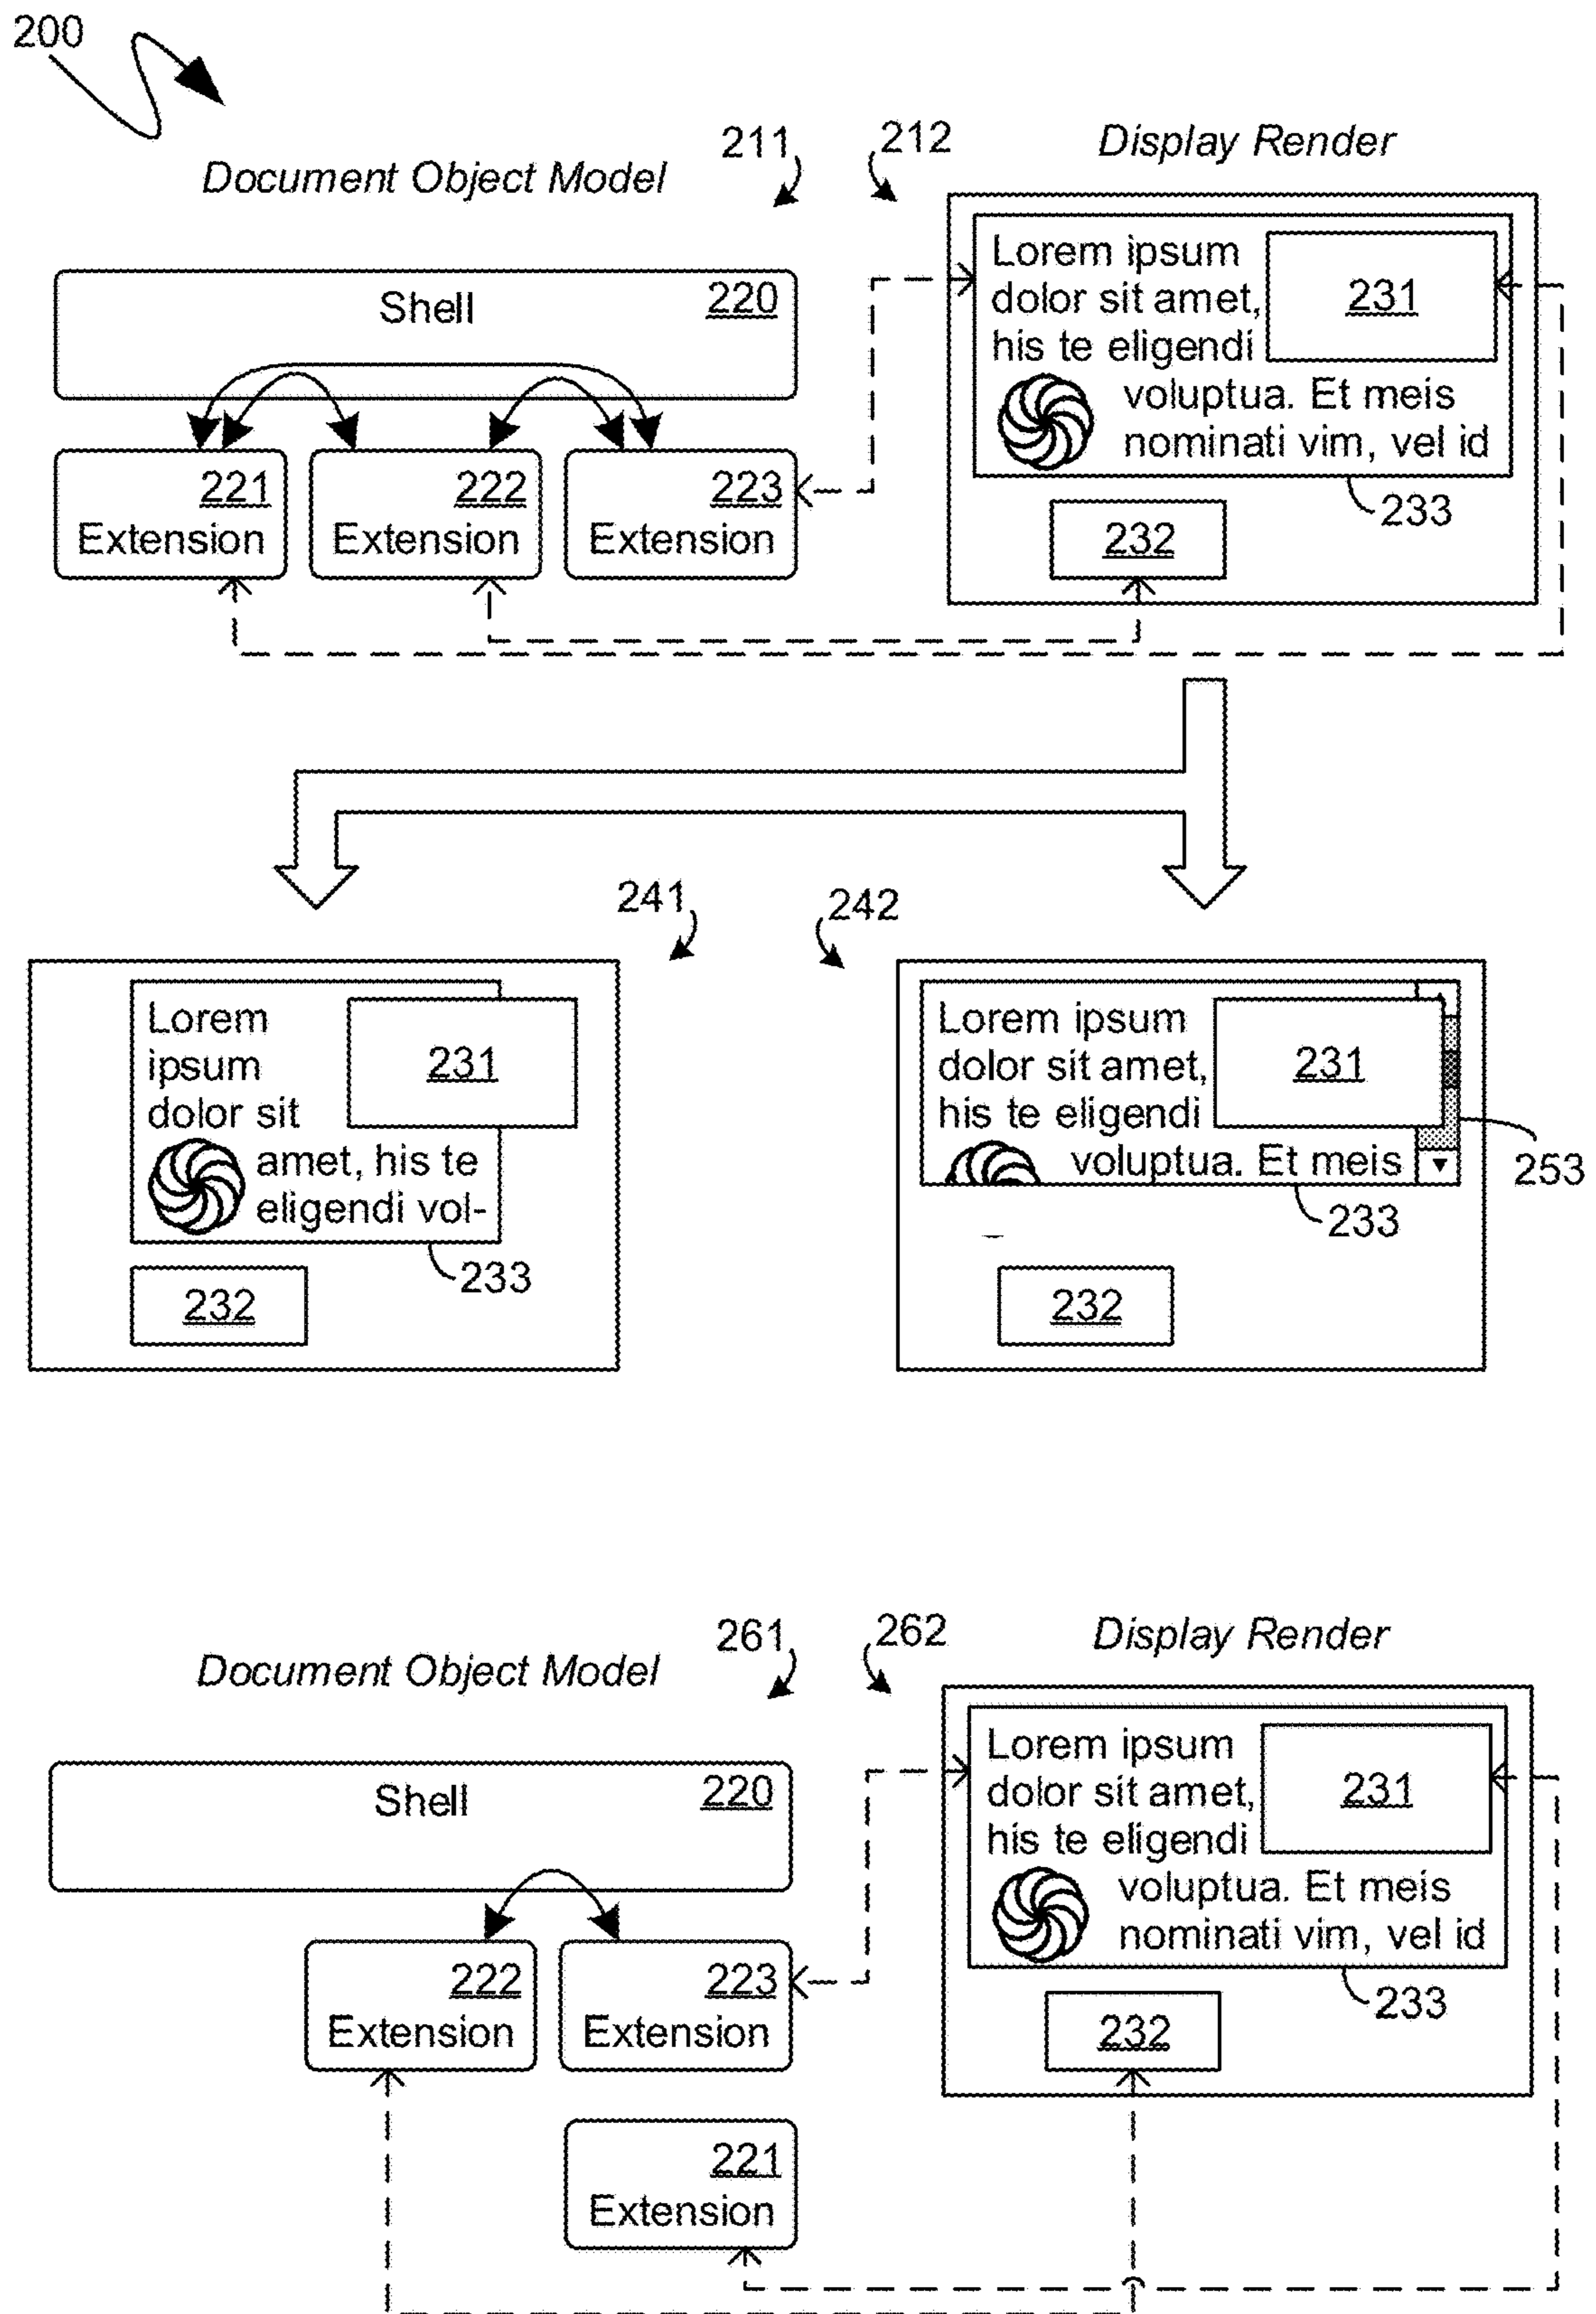 200
211
212
Display Render
Document Object Model
Shell
220
Lorem ipsum
dolor sit amet,
his te eligendi
voluptua. Et meis
nominati vim, vel id
231
221
Extension
222
Extension
223
Extension
233
232
241
242
Lorem
ipsum
dolor sit
amet, his te
eligendi vol-
231
233
232
Lorem ipsum
dolor sit amet,
his te eligendi
voluptua. Et meis
231
253
233
232
261
262
Display Render
Document Object Model
Shell
220
Lorem ipsum
dolor sit amet,
his te eligendi
voluptua. Et meis
nominati vim, vel id
231
222
Extension
223
Extension
233
232
221
Extension